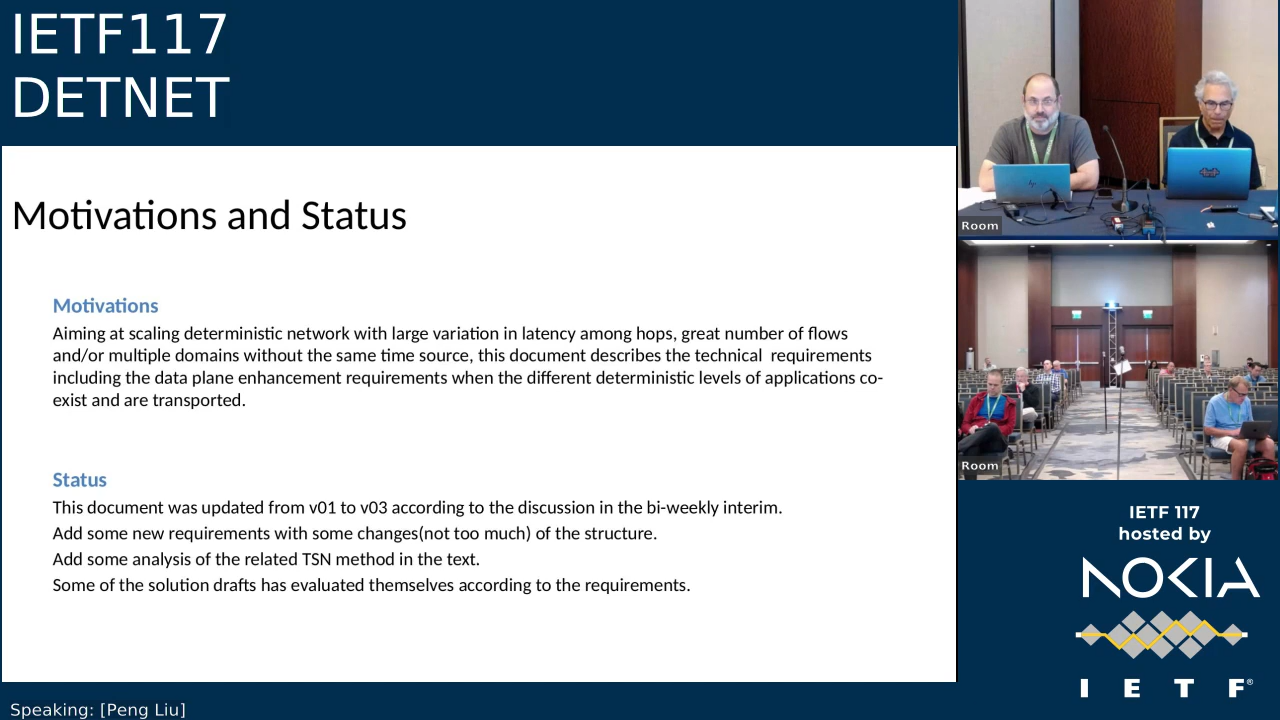 IETF117
DETNET
Motivations and Status
Motivations
Aiming at scaling deterministic network with large variation in latency among hops, great number of flows
and/or multiple domains without the same time source, this document describes the technical  requirements
including the data plane enhancement requirements when the different deterministic levels of applications co-
exist and are transported.
Status
This document was updated from v01 to v03 according to the discussion in the bi-weekly interim.
Add some new requirements with some changes(not too much) of the structure.
Add some analysis of the related TSN method in the text.
Some of the solution drafts has evaluated themselves according to the requirements.
Room
Room
IETF 117
hosted by
NOKIA
I E T F®
Speaking: [Peng Liu]